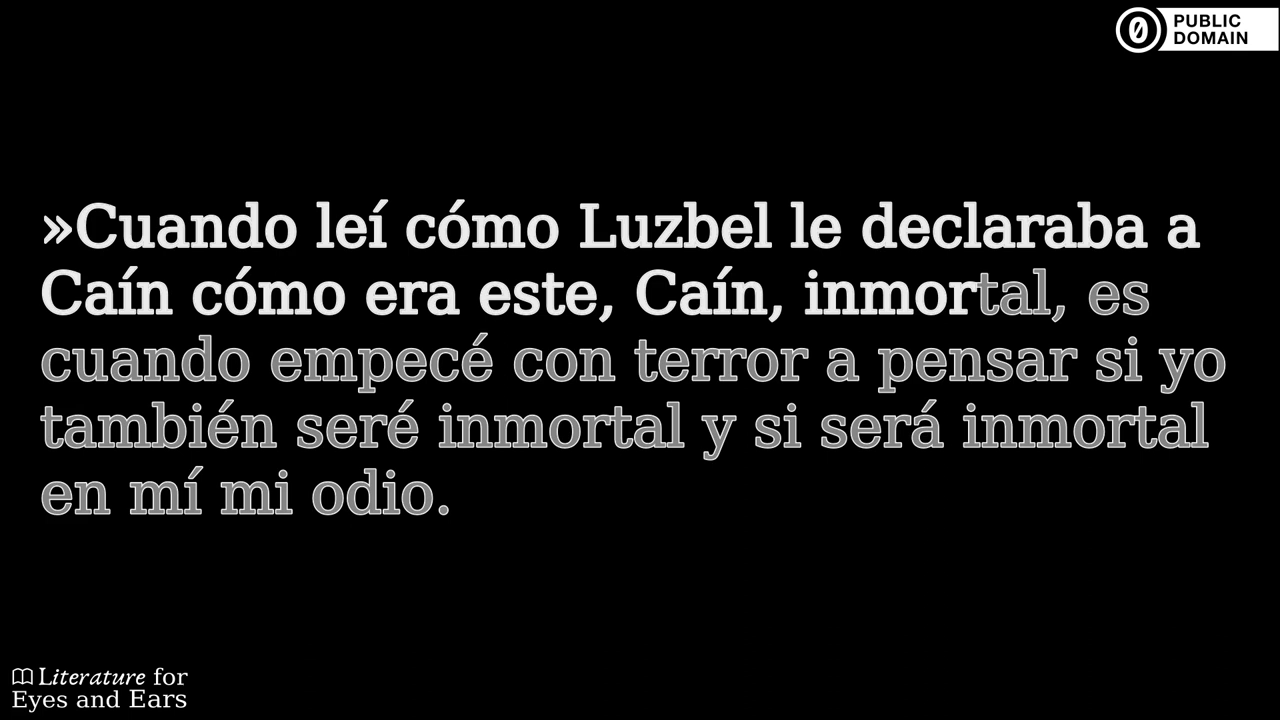 PUBLIC
DOMAIN
»Cuando leí cómo Luzbel le declaraba a
Caín cómo era este, Caín, inmortal, es
cuando empecé con terror a pensar si yo
también seré inmortal y si será inmortal
en mí mi odio.
Literature for
Eyes and Ears